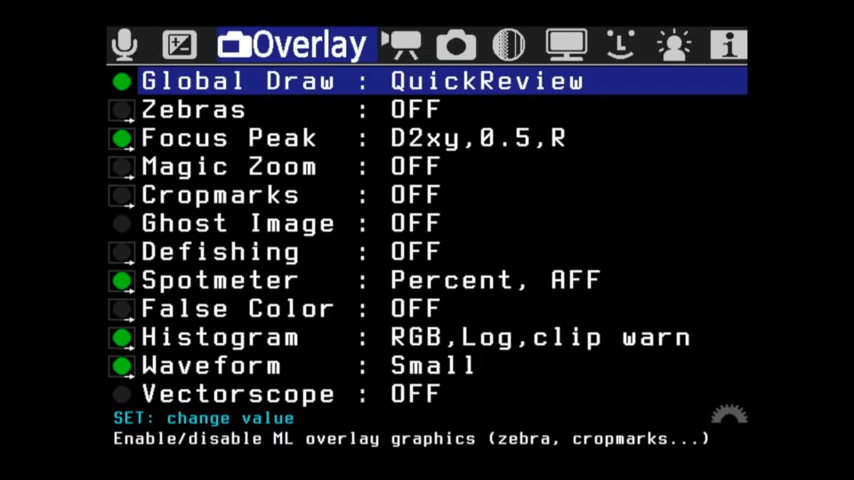 Overlay
Global Draw : QuickReview
Zebras : OFF
Focus Peak : D2xy,0.5,R
Magic Zoom : OFF
Cropmarks : OFF
Ghost Image : OFF
Defishing : OFF
Spotmeter : Percent, AFF
False Color : OFF
Histogram : RGB,Log,clip warn
Waveform : Small
Vectorscope : OFF
SET: change value
Enable/disable ML overlay graphics (zebra, cropmarks...)